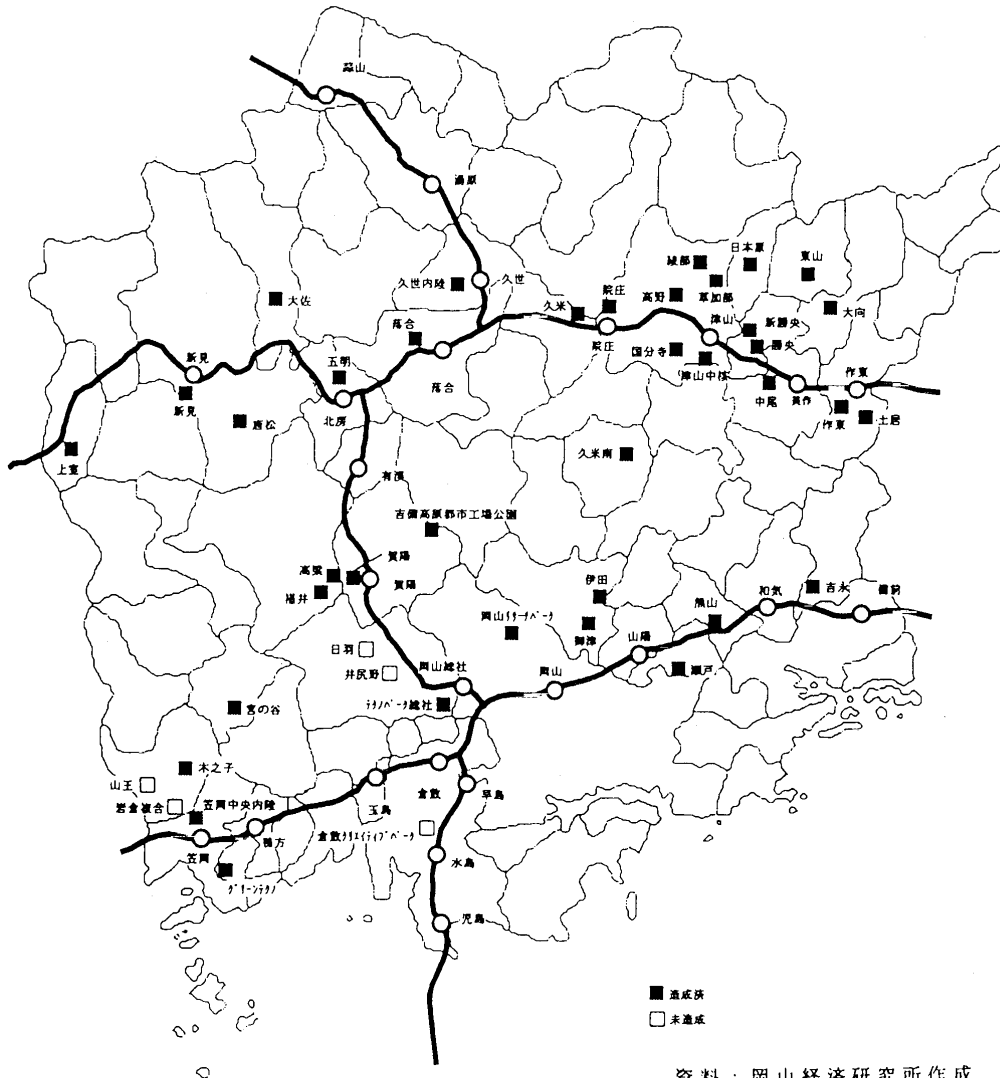 蒜山
湯原
久世
久世内陸
大佐
落合
落合
久米
院庄
院庄
高野
綾部
草加部
日本原
東山
大向
津山
新勝央
勝央
国分寺
津山中核
中尾
美作
作東
作東
土居
新見
新見
唐松
上室
五明
北房
有漢
久米南
吉備高原都市工場公園
高梁
賀陽
賀陽
福井
日羽
井尻野
岡山総社
テクノパーク総社
岡山リサーチパーク
伊田
御津
岡山
山陽
熊山
瀬戸
和気
吉永
備前
宮の谷
木之子
山王
岩倉複合
笠岡中央内陸
笠岡
鴨方
グリーンテクノ
玉島
倉敷
早島
倉敷クリエイティブパーク
水島
児島
造成済
未造成
資料：岡山経済研究所作成